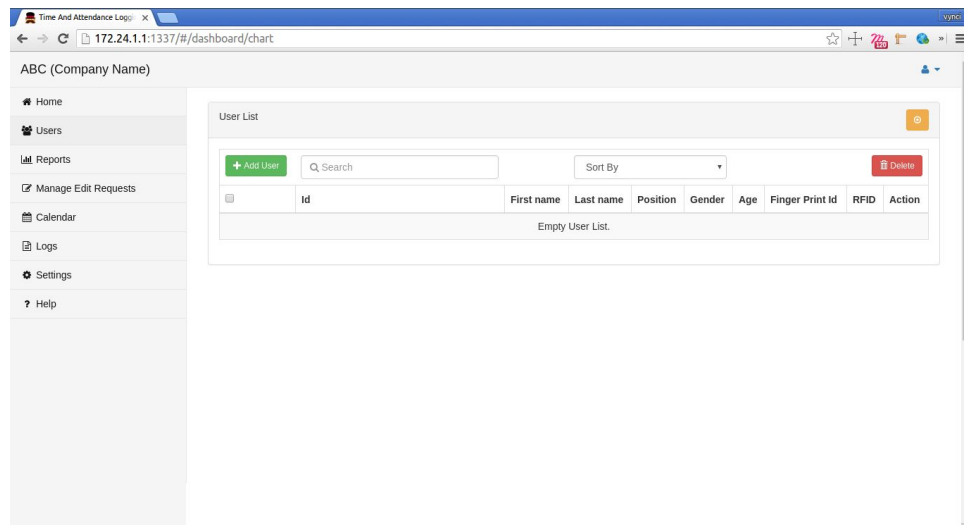 Time And Attendance Loggi
vynci
172.24.1.1:1337/#/dashboard/chart
120
ABC (Company Name)
Home
Users
Reports
Manage Edit Requests
Calendar
Logs
Settings
Help
User List
Add User
Search
Sort By
Delete
Id First name Last name Position Gender Age Finger Print Id RFID Action
Empty User List.